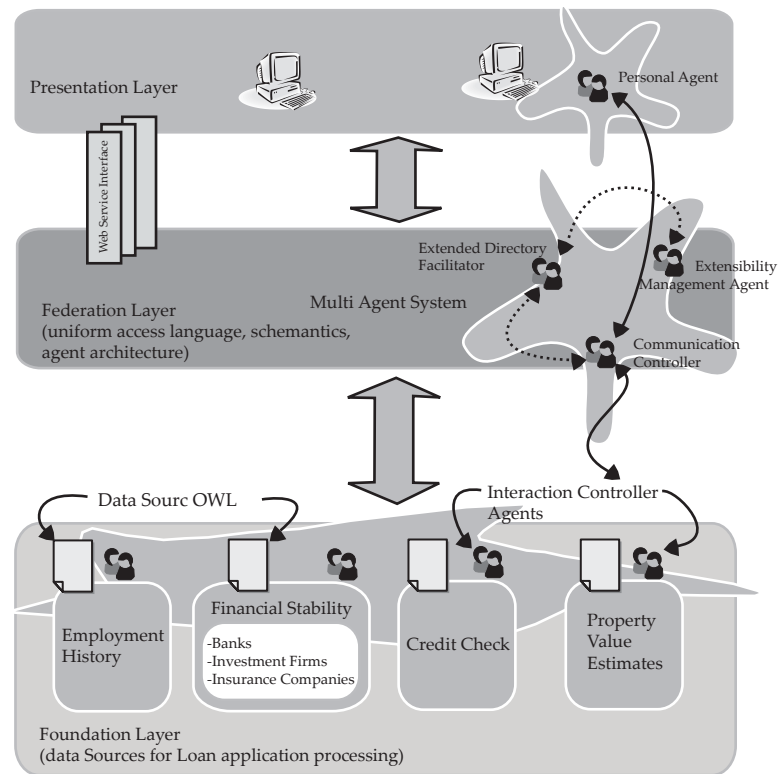 Presentation Layer
Personal Agent
Web Service Interface
Extended Directory
Facilitator
Extensibility
Management Agent
Multi Agent System
Federation Layer
(uniform access language, schemantics,
agent architecture)
Communication
Controller
Data Sourc OWL
Interaction Controller
Agents
Employment
History
Financial Stability
-Banks
-Investment Firms
-Insurance Companies
Credit Check
Property
Value
Estimates
Foundation Layer
(data Sources for Loan application processing)